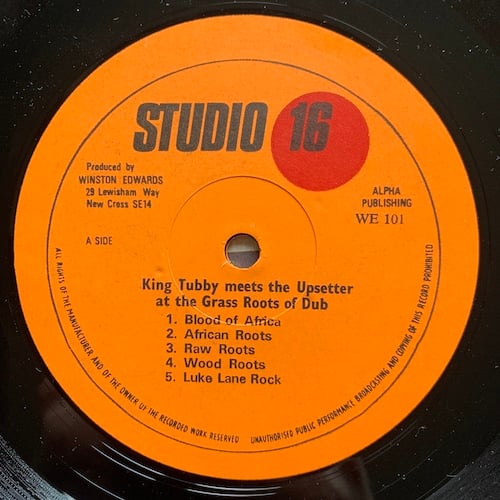 STUDIO 16
Produced by
WINSTON EDWARDS
29 Lewisham Way
New Cross SE14
ALPHA
PUBLISHING
WE 101
A SIDE
King Tubby meets the Upsetter
at the Grass Roots of Dub
1. Blood of Africa
2. African Roots
3. Raw Roots
4. Wood Roots
5. Luke Lane Rock
ALL RIGHTS OF THE MANUFACTURER AND OF THE OWNER OF THE RECORDED WORK RESERVED UNAUTHORISED PUBLIC PERFORMANCE BROADCASTING AND COPYING OF THIS RECORD PROHIBITED